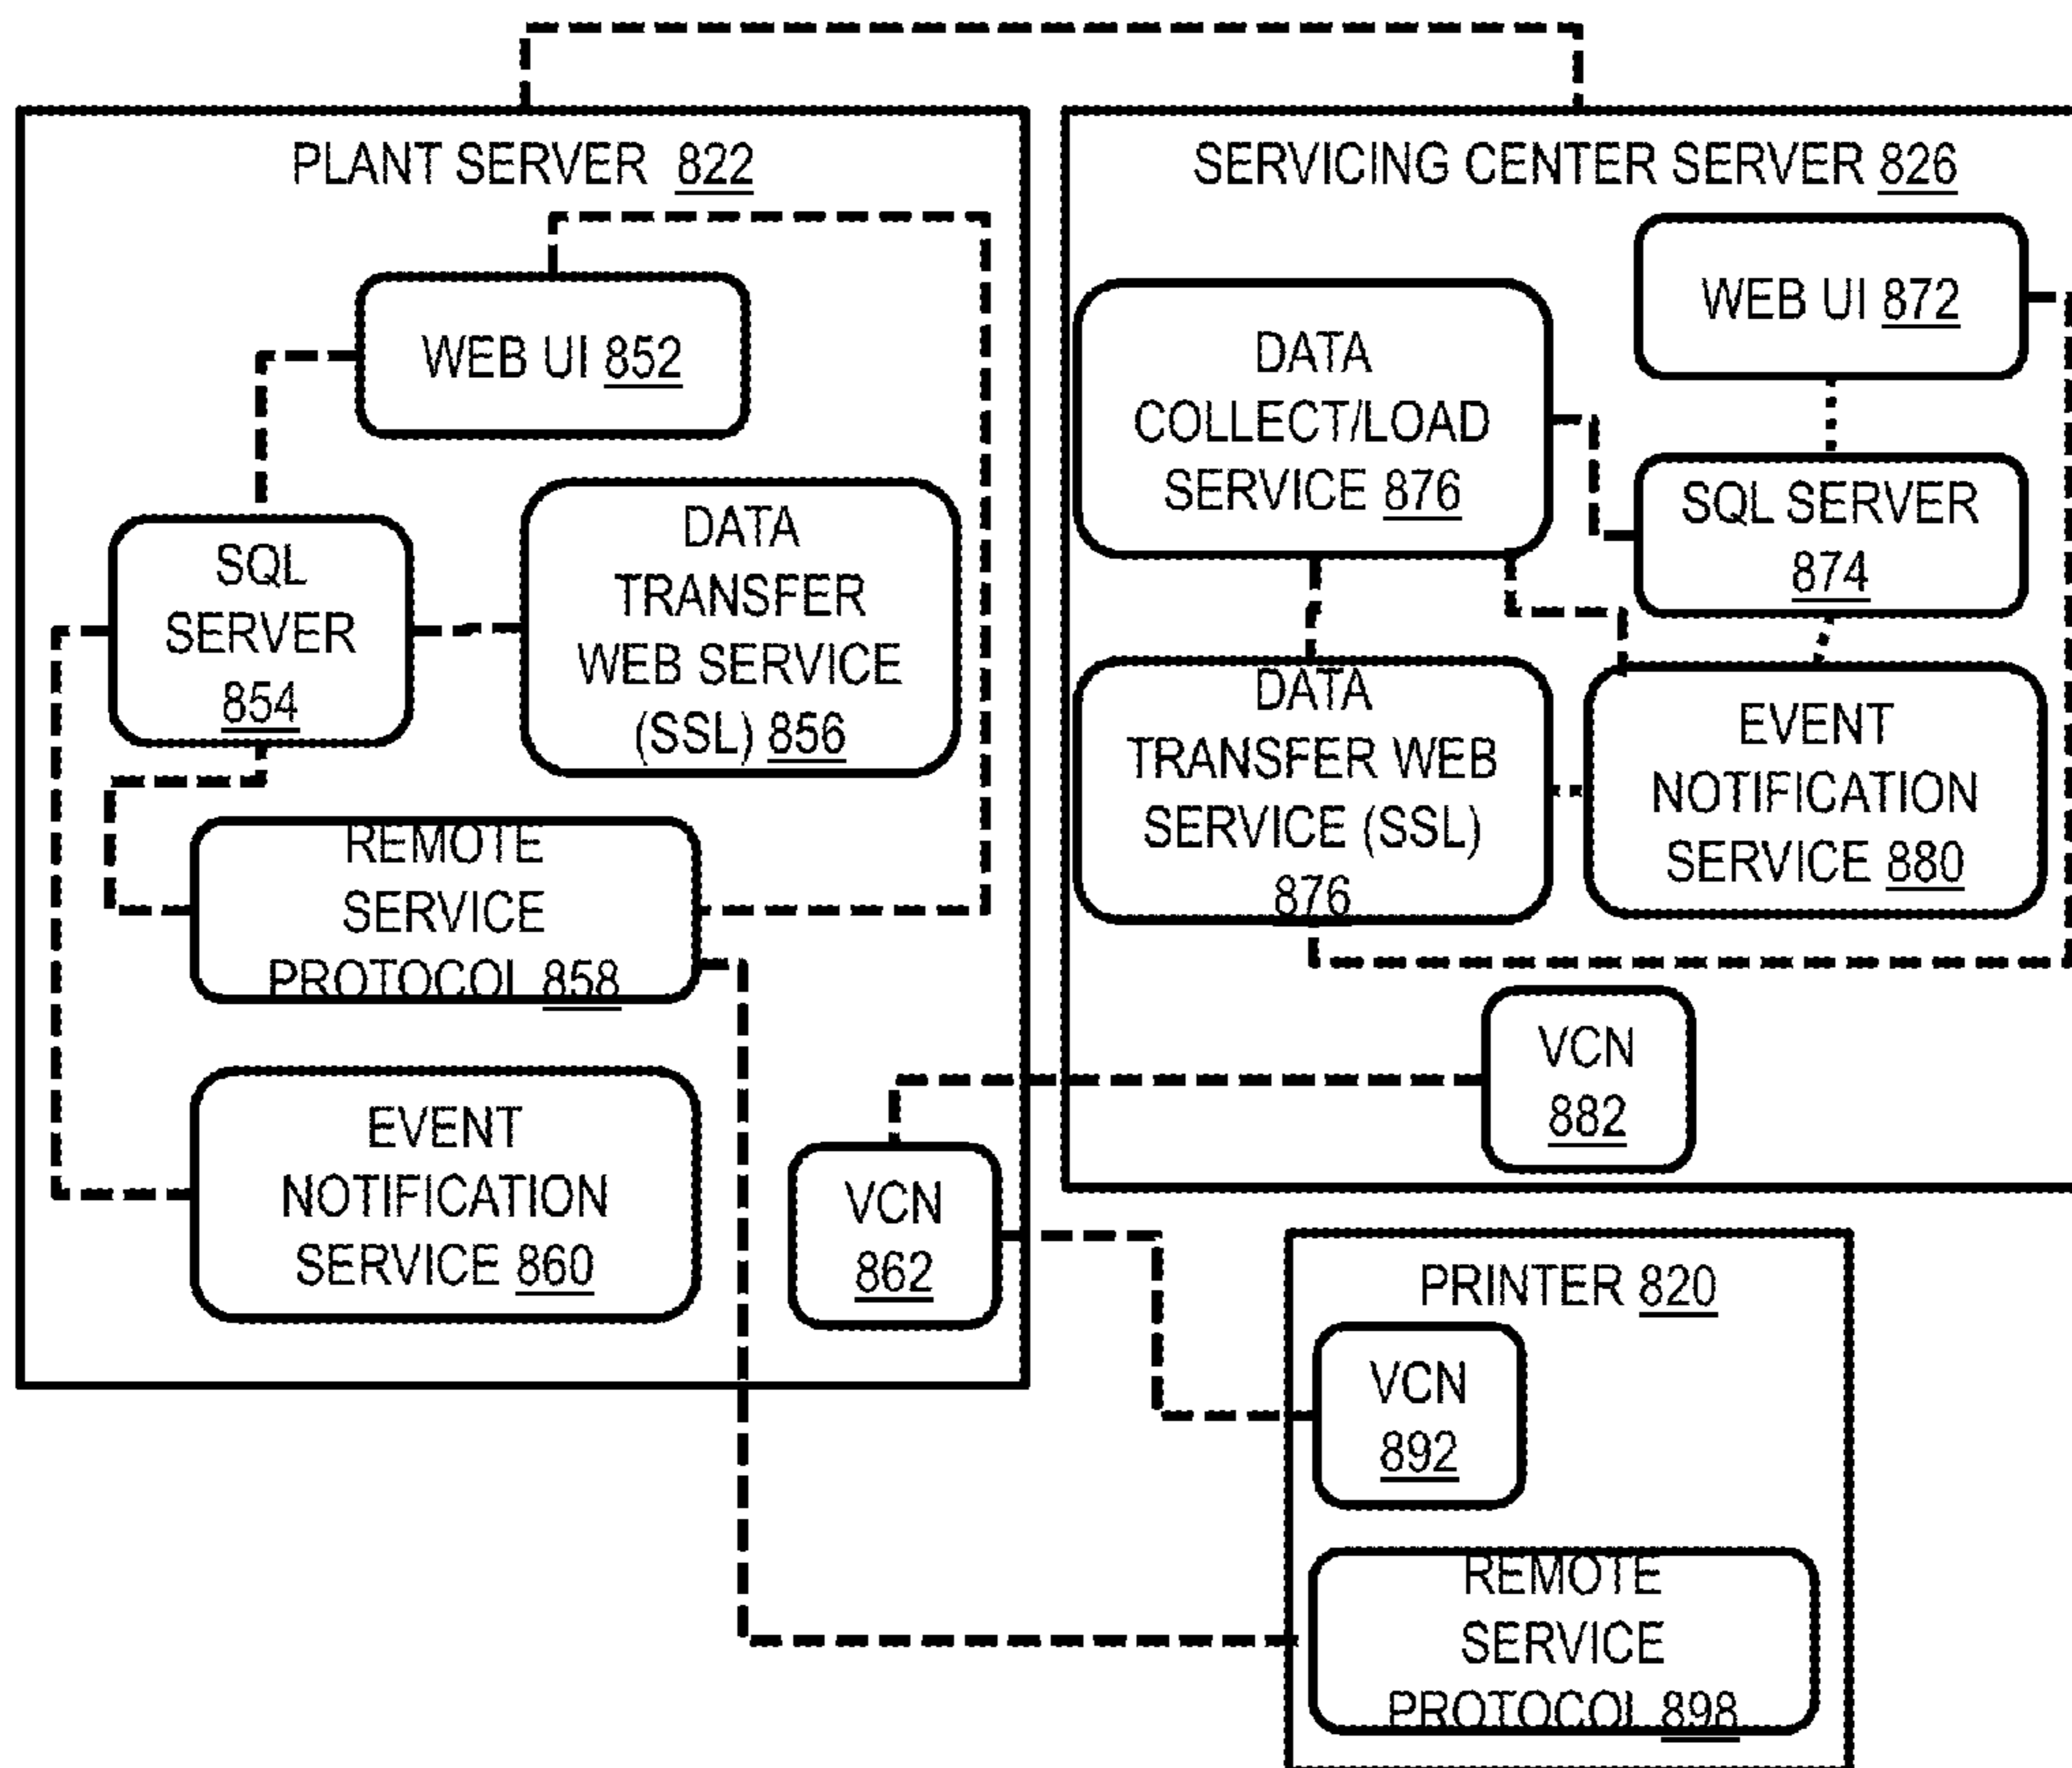 PLANT SERVER 822
WEB UI 852
SQL
SERVER
854
DATA
TRANSFER
WEB SERVICE
(SSL) 856
REMOTE
SERVICE
PROTOCOL 858
EVENT
NOTIFICATION
SERVICE 860
VCN
862
SERVICING CENTER SERVER 826
WEB UI 872
DATA
COLLECT/LOAD
SERVICE 876
SQL SERVER
874
DATA
TRANSFER WEB
SERVICE (SSL)
876
EVENT
NOTIFICATION
SERVICE 880
VCN
882
PRINTER 820
VCN
892
REMOTE
SERVICE
PROTOCOL 898